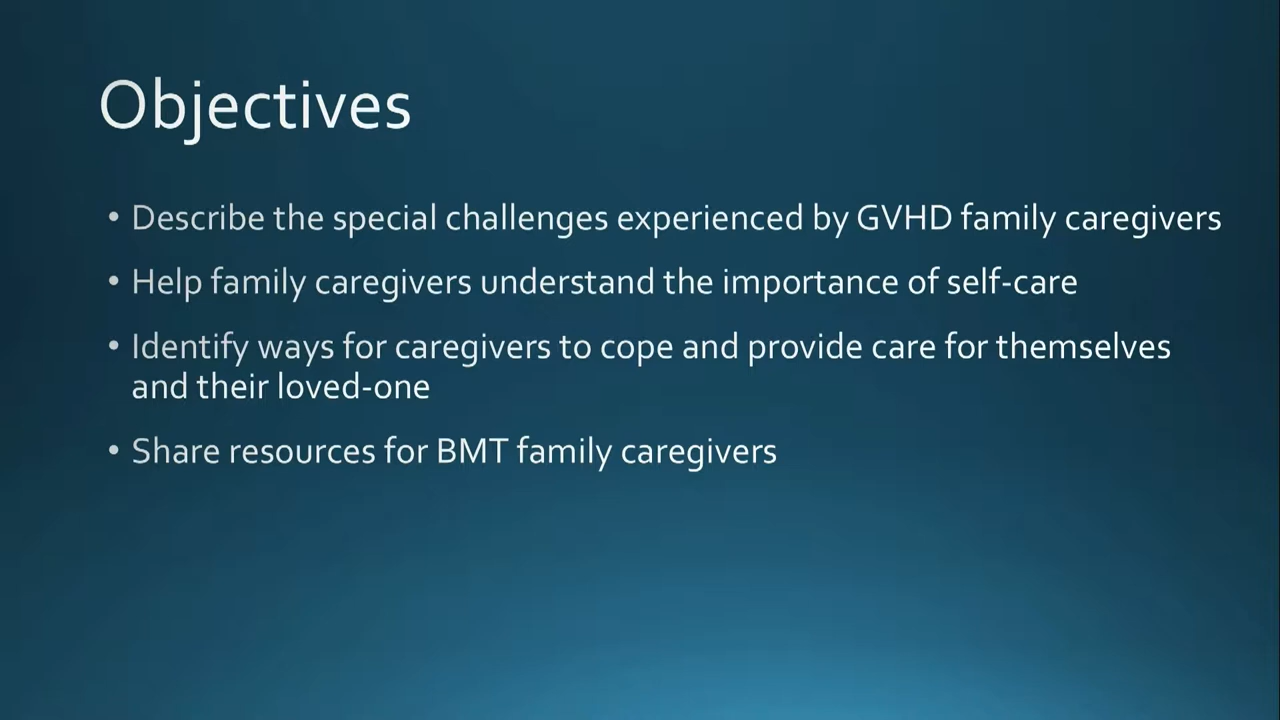 Objectives
• Describe the special challenges experienced by GVHD family caregivers
• Help family caregivers understand the importance of self-care
• Identify ways for caregivers to cope and provide care for themselves
and their loved-one
• Share resources for BMT family caregivers